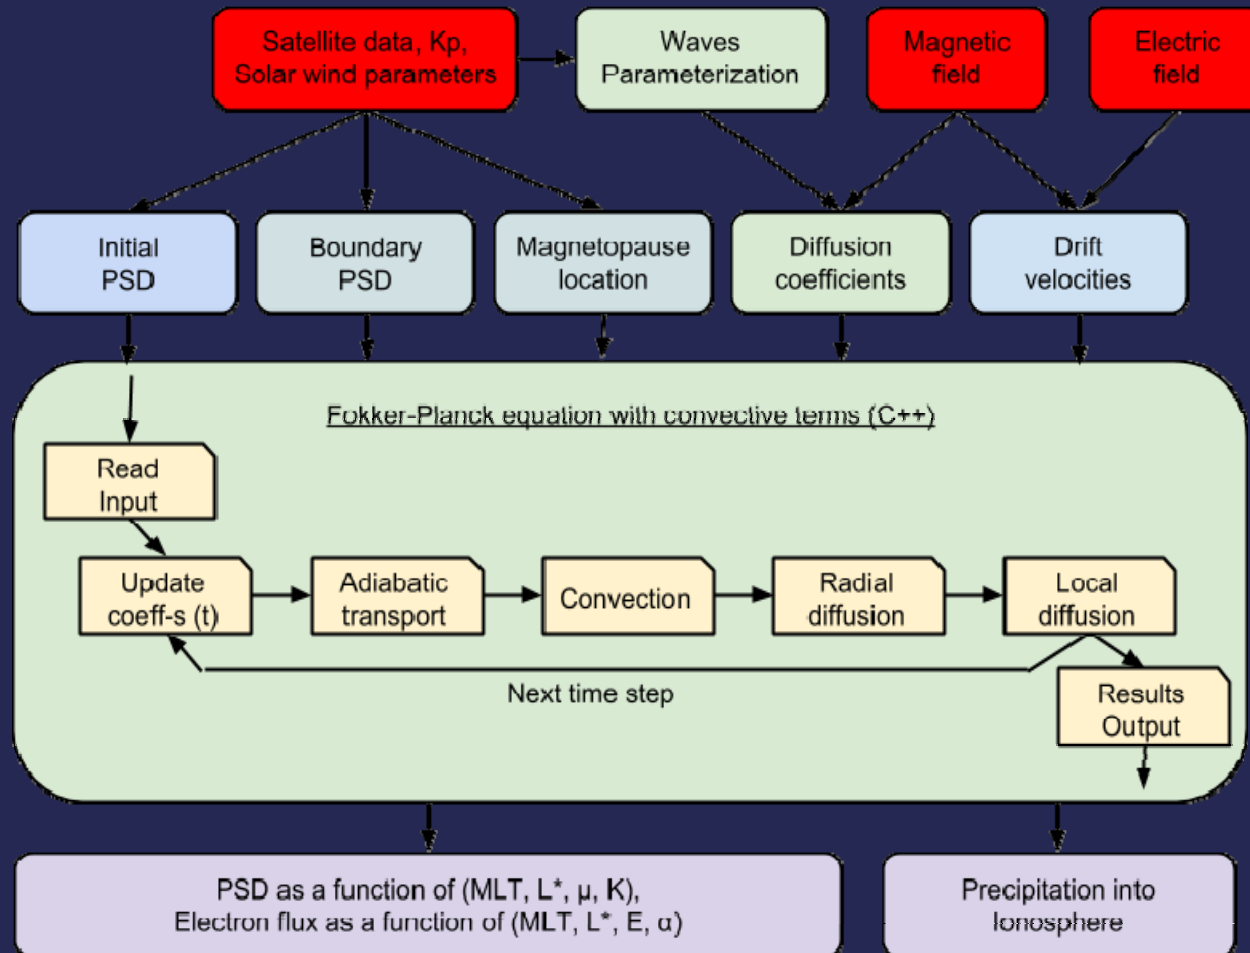 Satellite data, Kp,
Solar wind parameters
Waves
Parameterization
Magnetic
field
Electric
field
Initial
PSD
Boundary
PSD
Magnetopause
location
Diffusion
coefficients
Drift
velocities
Fokker-Planck equation with convective terms (C++)
Read
Input
Update
coeff-s (t)
Adiabatic
transport
Convection
Radial
diffusion
Local
diffusion
Next time step
Results
Output
PSD as a function of (MLT, L*, μ, K),
Electron flux as a function of (MLT, L*, E, α)
Precipitation into
Ionosphere